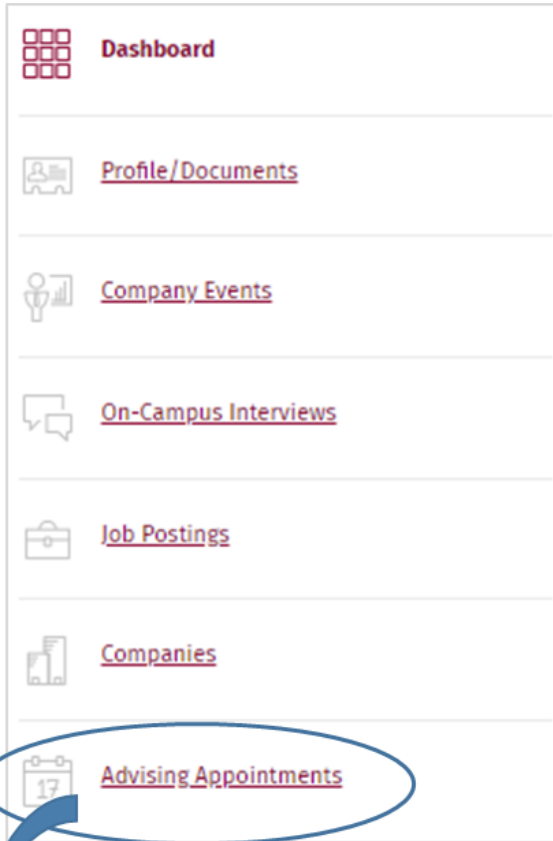 Dashboard
Profile/Documents
Company Events
On-Campus Interviews
Job Postings
Companies
17
Advising Appointments